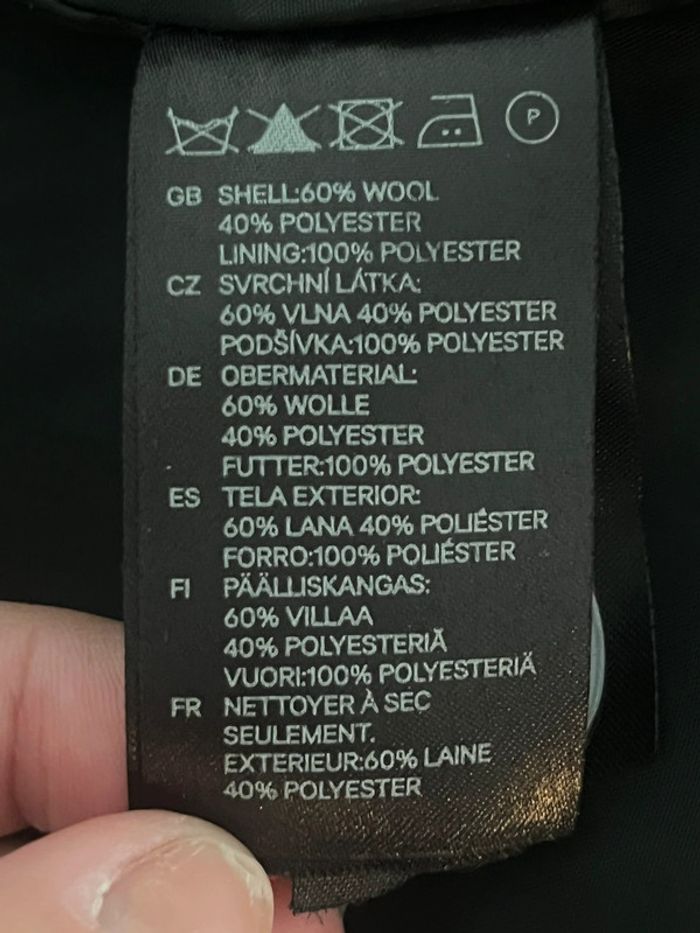 P
GB SHELL:60% WOOL
40% POLYESTER
LINING:100% POLYESTER
CZ SVRCHNÍ LÁTKA:
60% VLNA 40% POLYESTER
PODŠÍVKA:100% POLYESTER
DE OBERMATERIAL:
60% WOLLE
40% POLYESTER
FUTTER:100% POLYESTER
ES TELA EXTERIOR:
60% LANA 40% POLIÉSTER
FORRO:100% POLIÉSTER
FI PÄÄLLISKANGAS:
60% VILLAA
40% POLYESTERIÄ
VUORI:100% POLYESTERIÄ
FR NETTOYER À SEC
SEULEMENT.
EXTERIEUR:60% LAINE
40% POLYESTER